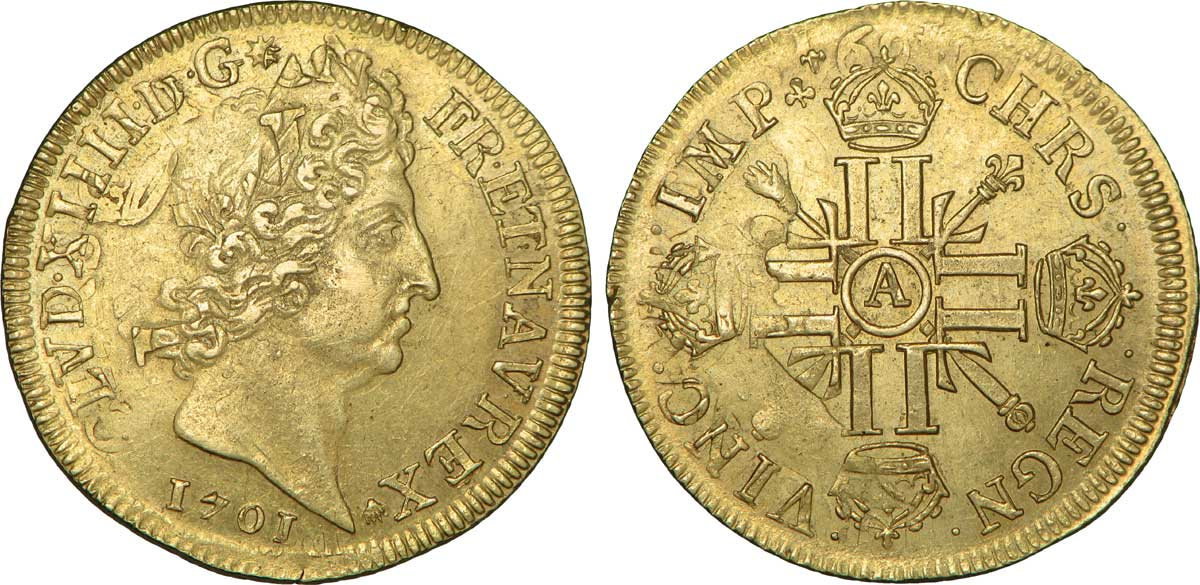 LVD·XIIII·D·G
FR·ET·NAV·REX
1701
CHRS·REGN·VINC·IMP
A